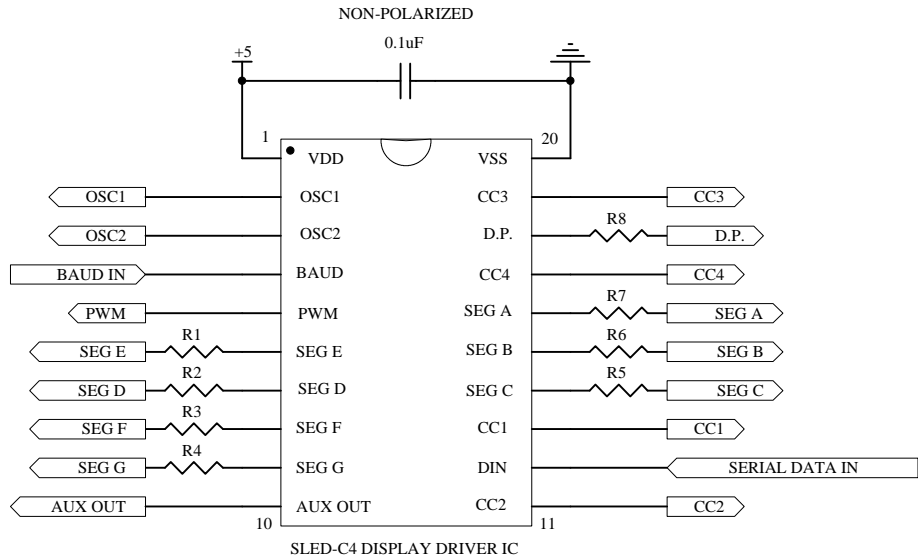 NON-POLARIZED
0.1uF
+5
1
20
VDD
VSS
OSC1
OSC1
CC3
CC3
OSC2
OSC2
D.P.
R8
D.P.
BAUD IN
BAUD
CC4
CC4
PWM
PWM
SEG A
R7
SEG A
SEG E
R1
SEG E
SEG B
R6
SEG B
SEG D
R2
SEG D
SEG C
R5
SEG C
SEG F
R3
SEG F
CC1
CC1
SEG G
R4
SEG G
DIN
SERIAL DATA IN
AUX OUT
AUX OUT
CC2
CC2
10
11
SLED-C4 DISPLAY DRIVER IC